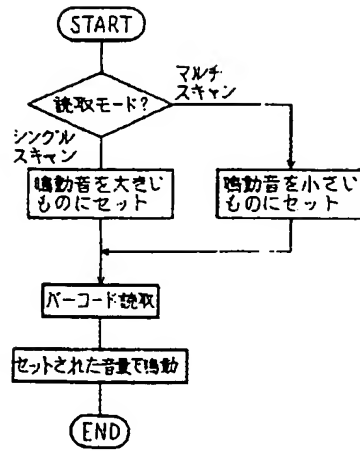 START
読取モード?
マルチ
スキャン
シングル
スキャン
鳴動音を大きい
ものにセット
鳴動音を小さい
ものにセット
バーコード読取
セットされた音量で鳴動
END